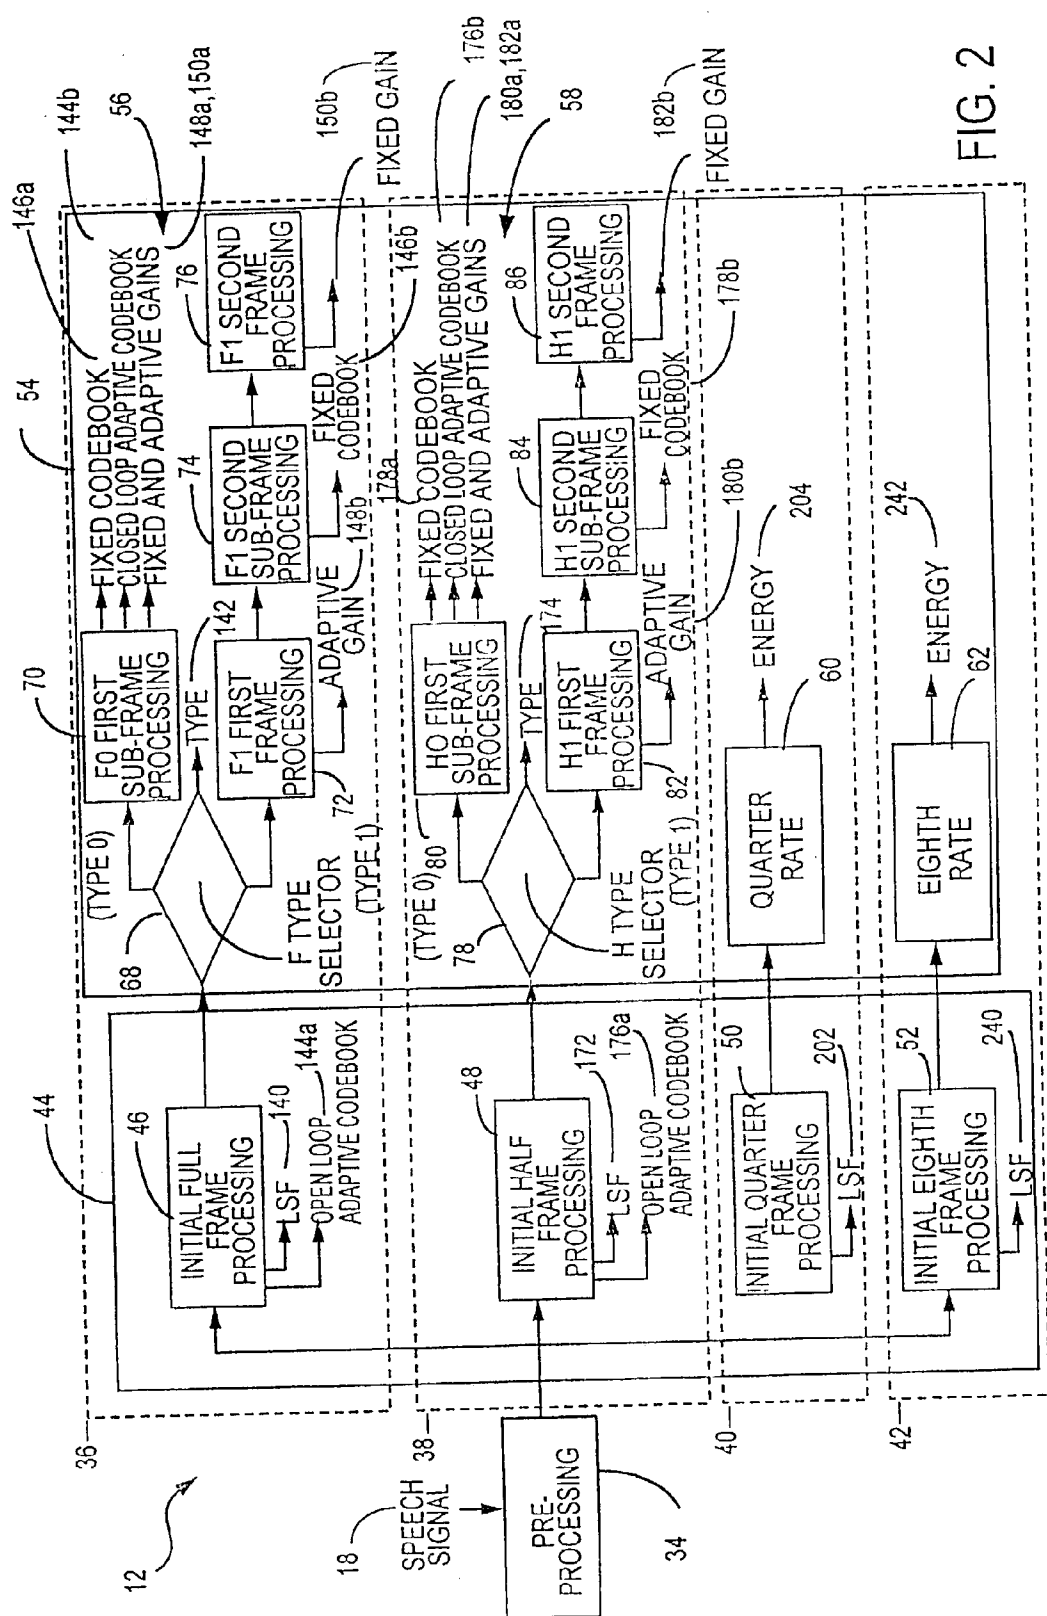 12
18
SPEECH
SIGNAL
PRE-
PROCESSING
34
36
38
40
42
44
46
INITIAL FULL
FRAME
PROCESSING
LSF
140
OPEN LOOP
ADAPTIVE CODEBOOK
144a
48
INITIAL HALF
FRAME
PROCESSING
LSF
172
OPEN LOOP
ADAPTIVE CODEBOOK
176a
50
INITIAL QUARTER
FRAME
PROCESSING
LSF
202
52
INITIAL EIGHTH
FRAME
PROCESSING
LSF
240
54
68
(TYPE 0)
F TYPE
SELECTOR
(TYPE 1)
TYPE
142
70
F0 FIRST
SUB-FRAME
PROCESSING
FIXED CODEBOOK
CLOSED LOOP ADAPTIVE CODEBOOK
FIXED AND ADAPTIVE GAINS
146a
144b
56
148a,150a
72
F1 FIRST
FRAME
PROCESSING
ADAPTIVE
GAIN
148b
74
F1 SECOND
SUB-FRAME
PROCESSING
FIXED
CODEBOOK
146b
76
F1 SECOND
FRAME
PROCESSING
150b
FIXED GAIN
78
(TYPE 0)
80
H TYPE
SELECTOR
(TYPE 1)
TYPE
174
HO FIRST
SUB-FRAME
PROCESSING
178a
FIXED CODEBOOK
CLOSED LOOP ADAPTIVE CODEBOOK
FIXED AND ADAPTIVE GAINS
176b
180a,182a
58
82
H1 FIRST
FRAME
PROCESSING
ADAPTIVE
GAIN
180b
84
H1 SECOND
SUB-FRAME
PROCESSING
FIXED
CODEBOOK
178b
86
H1 SECOND
FRAME
PROCESSING
182b
FIXED GAIN
QUARTER
RATE
60
ENERGY
204
EIGHTH
RATE
62
ENERGY
242
FIG. 2